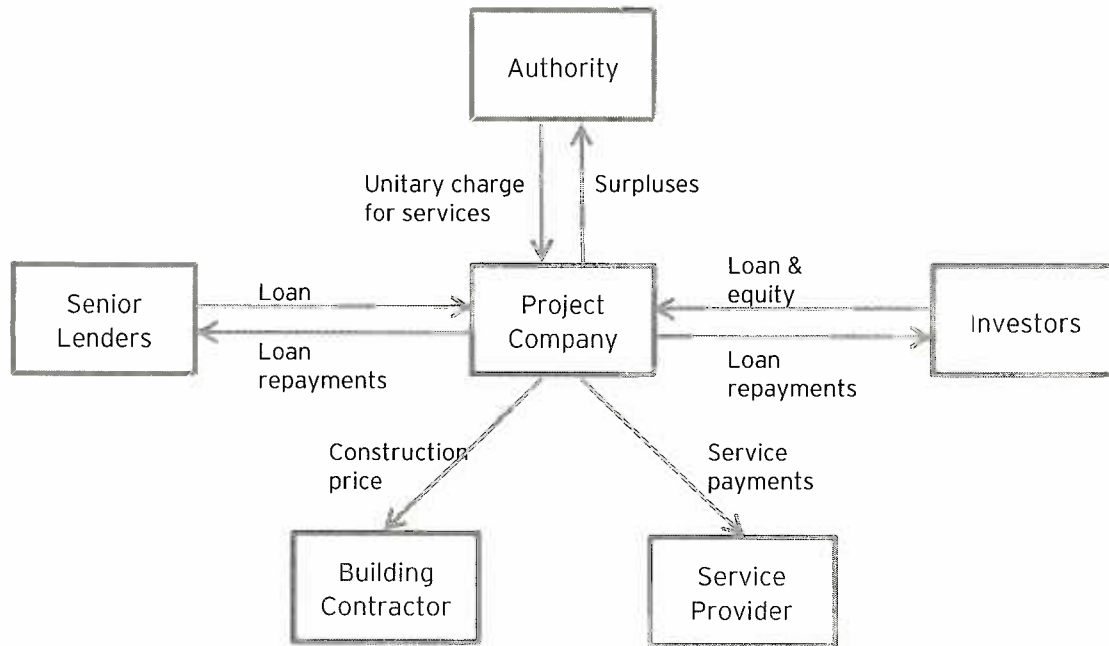 Authority
Unitary charge
for services
Surpluses
Senior
Lenders
Loan
Loan
repayments
Project
Company
Loan &
equity
Loan
repayments
Investors
Construction
price
Service
payments
Building
Contractor
Service
Provider